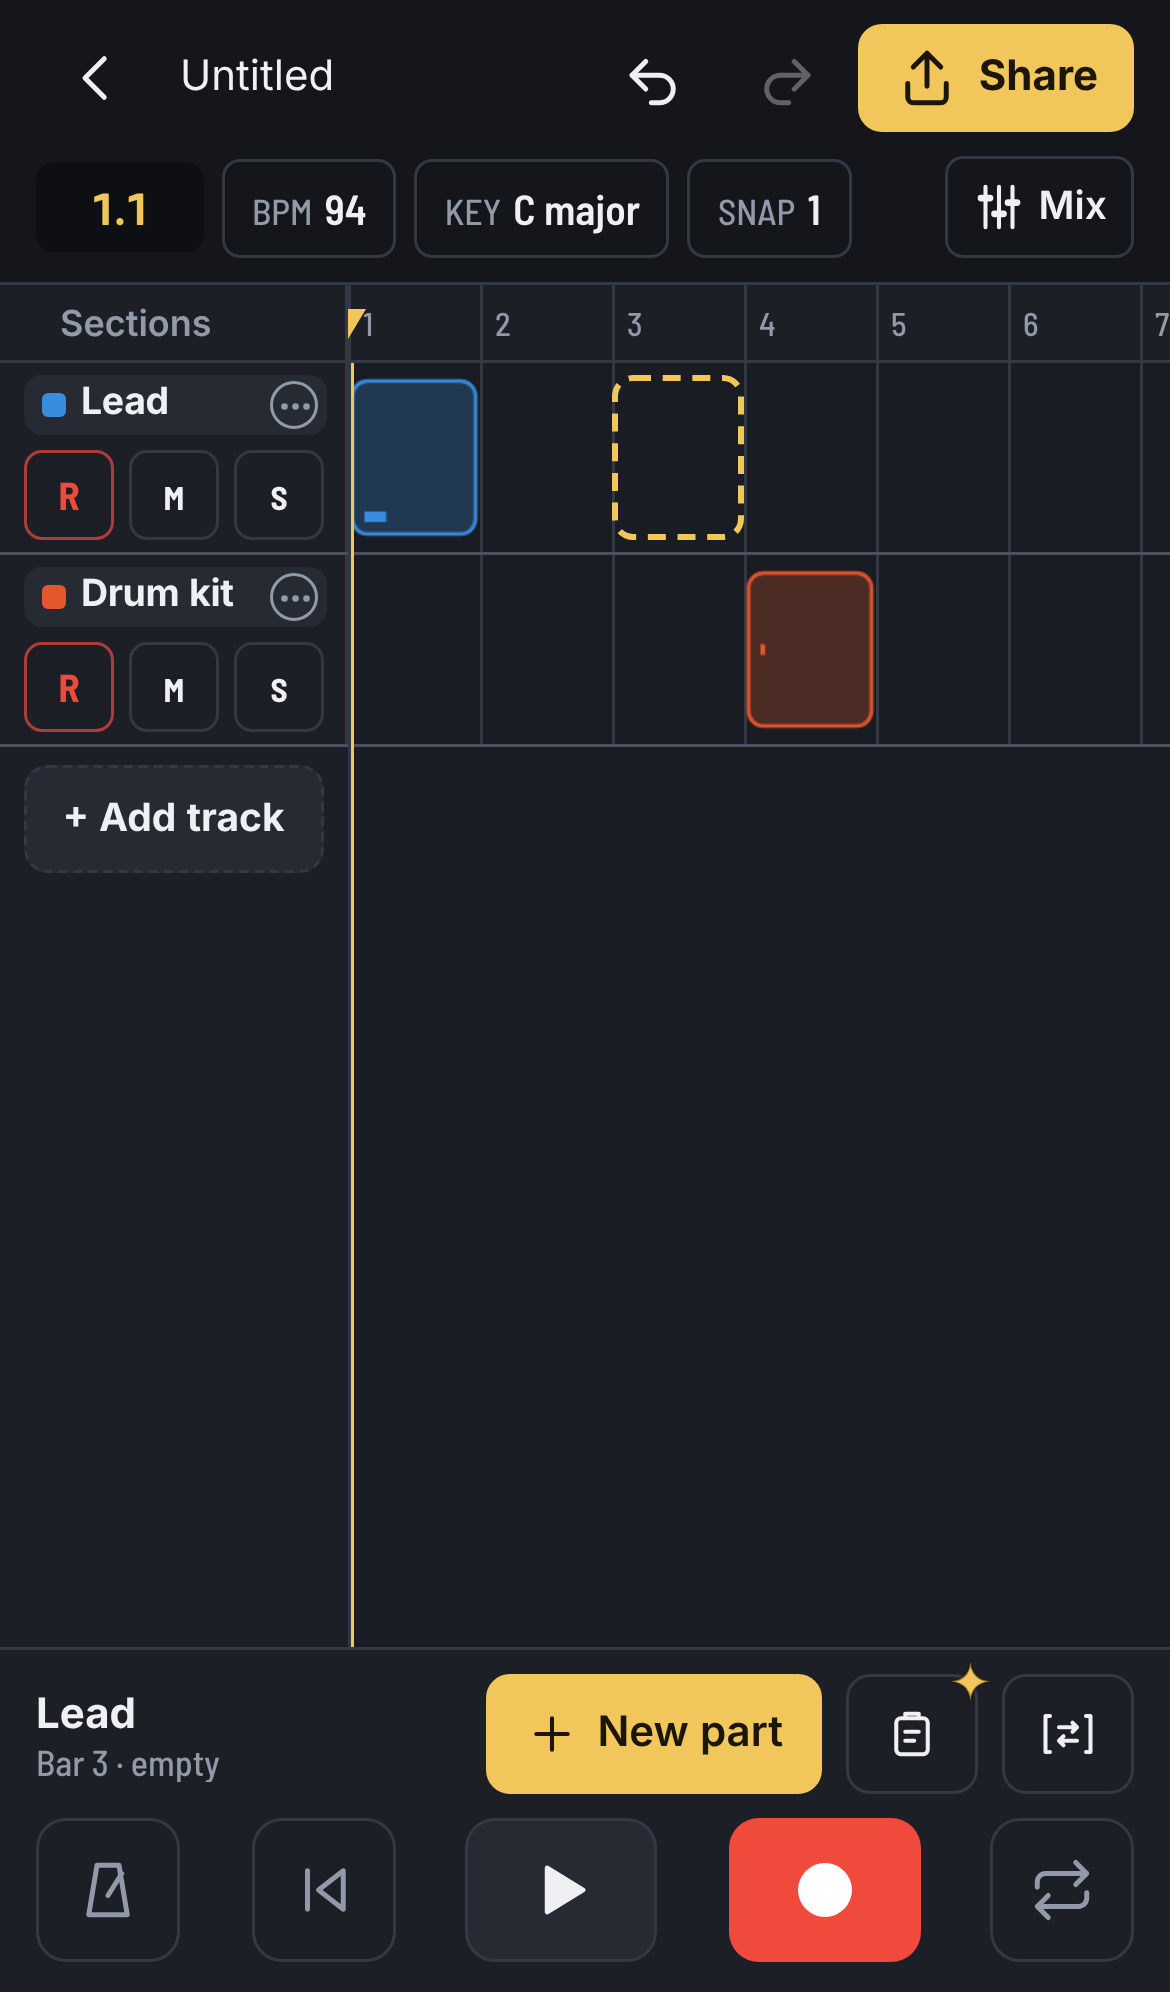 Untitled
Share
1.1
BPM 94
KEY C major
SNAP 1
Mix
Sections
1 2 3 4 5 6 7
Lead
R M S
Drum kit
R M S
+ Add track
Lead
Bar 3 · empty
+ New part